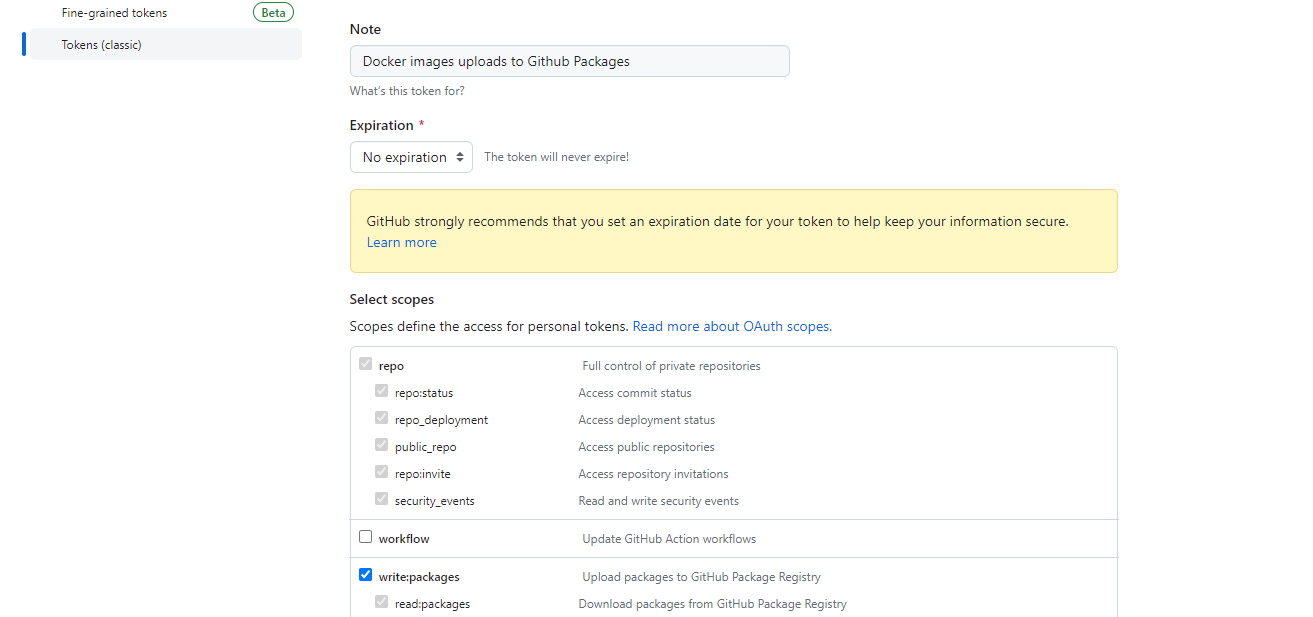 Fine-grained tokens
Beta
Tokens (classic)
Note
Docker images uploads to Github Packages
What's this token for?
Expiration *
No expiration
The token will never expire!
GitHub strongly recommends that you set an expiration date for your token to help keep your information secure.
Learn more
Select scopes
Scopes define the access for personal tokens. Read more about OAuth scopes.
repo Full control of private repositories
repo:status Access commit status
repo_deployment Access deployment status
public_repo Access public repositories
repo:invite Access repository invitations
security_events Read and write security events
workflow Update GitHub Action workflows
write:packages Upload packages to GitHub Package Registry
read:packages Download packages from GitHub Package Registry